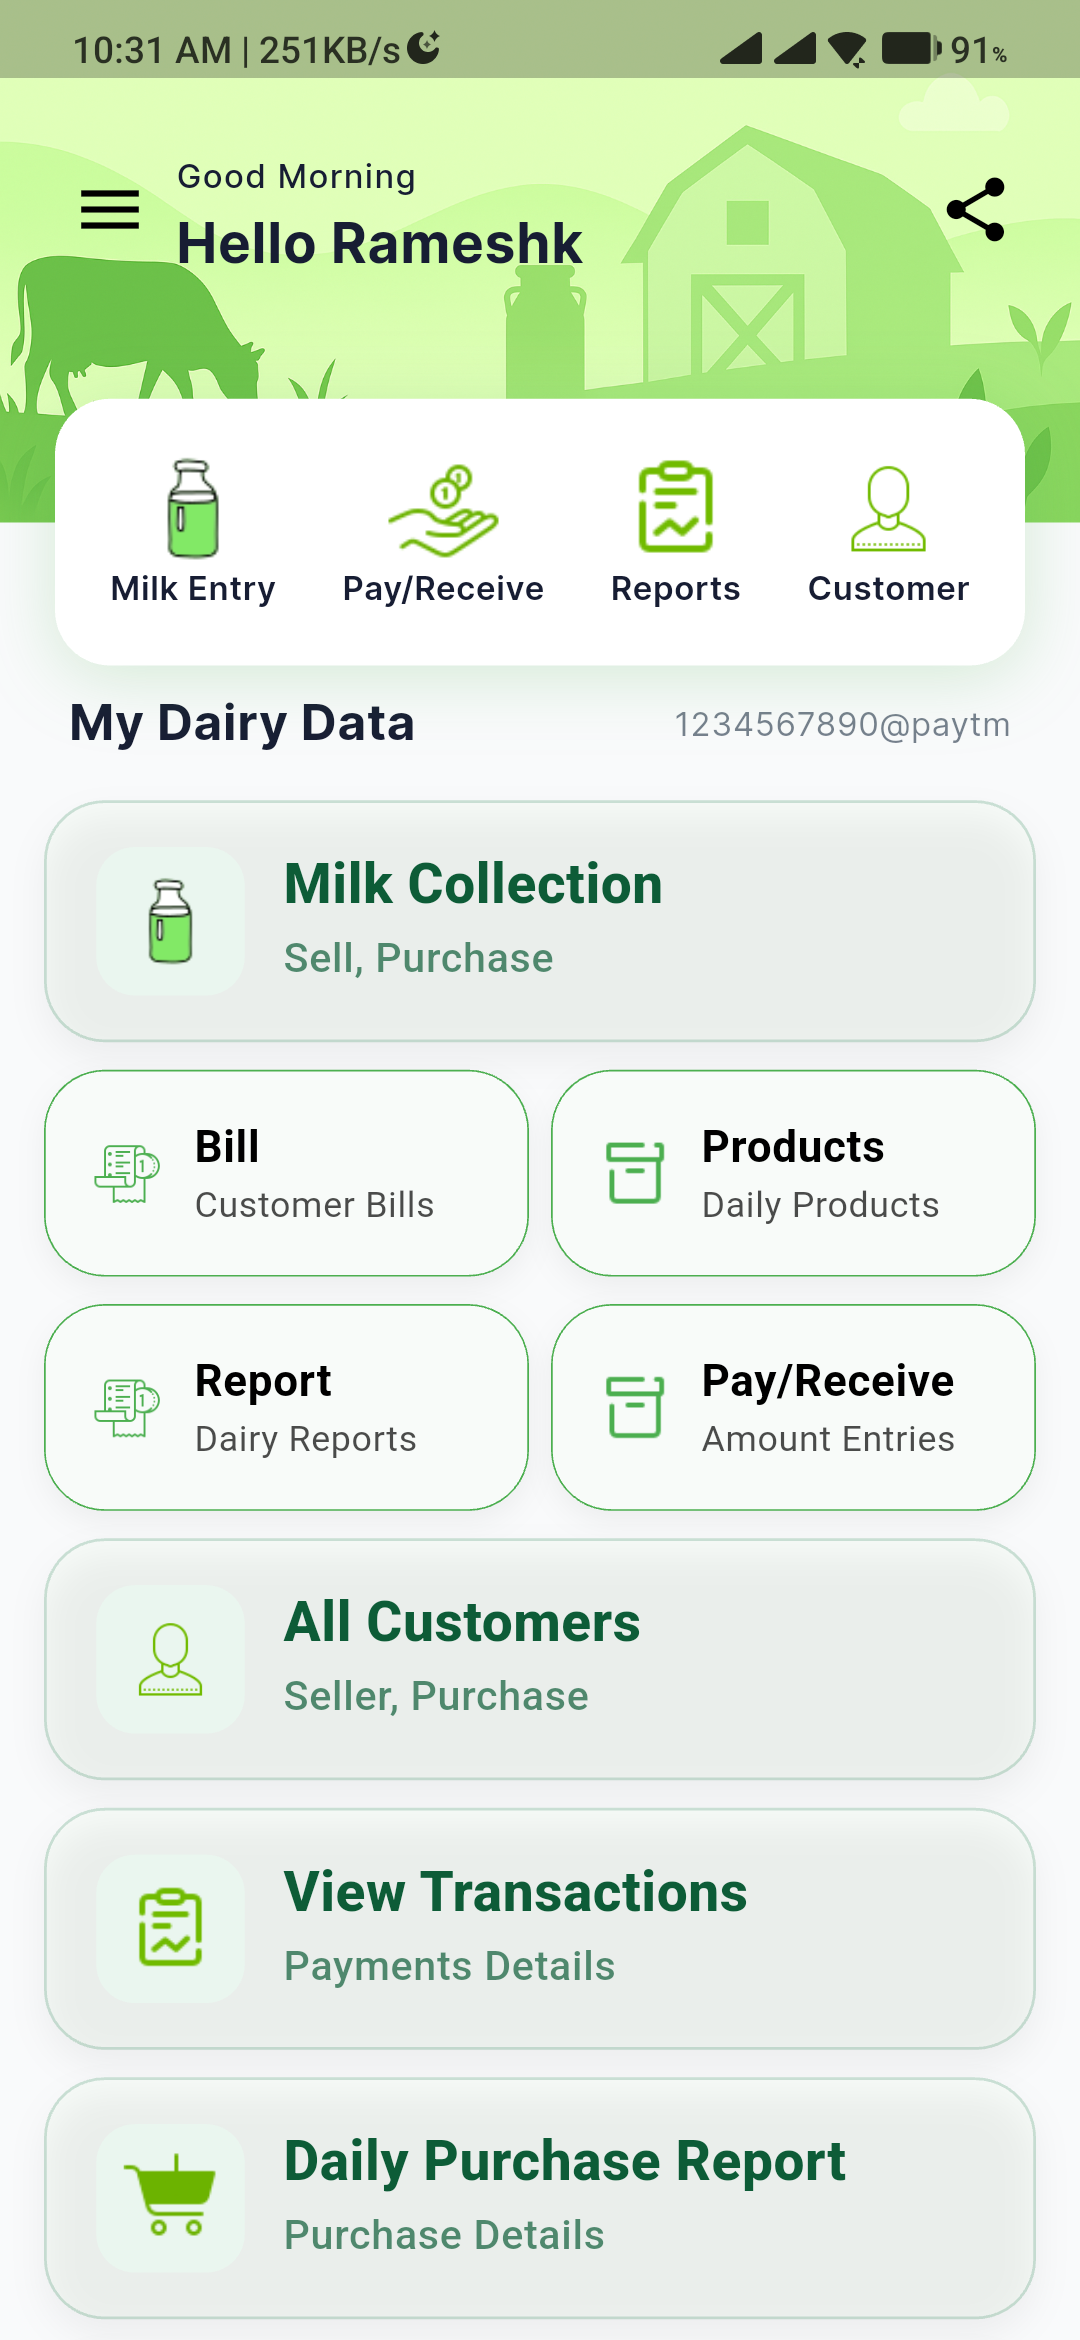 10:31 AM | 251KB/s
91%
Good Morning
Hello Rameshk
Milk Entry
Pay/Receive
Reports
Customer
My Dairy Data
1234567890@paytm
Milk Collection
Sell, Purchase
Bill
Customer Bills
Products
Daily Products
Report
Dairy Reports
Pay/Receive
Amount Entries
All Customers
Seller, Purchase
View Transactions
Payments Details
Daily Purchase Report
Purchase Details